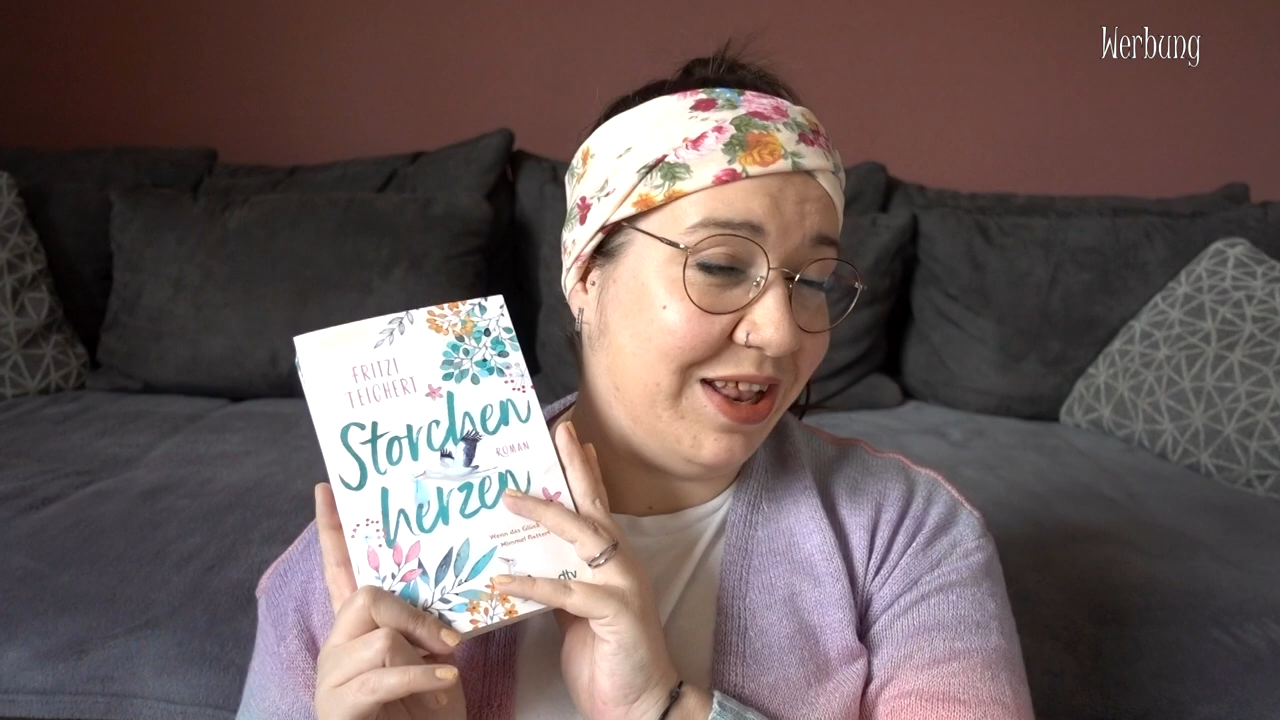 Werbung
FRITZI
TEICHERT
Storchen
ROMAN
herzen
Wenn das Glück
Himmel flattert
dtv